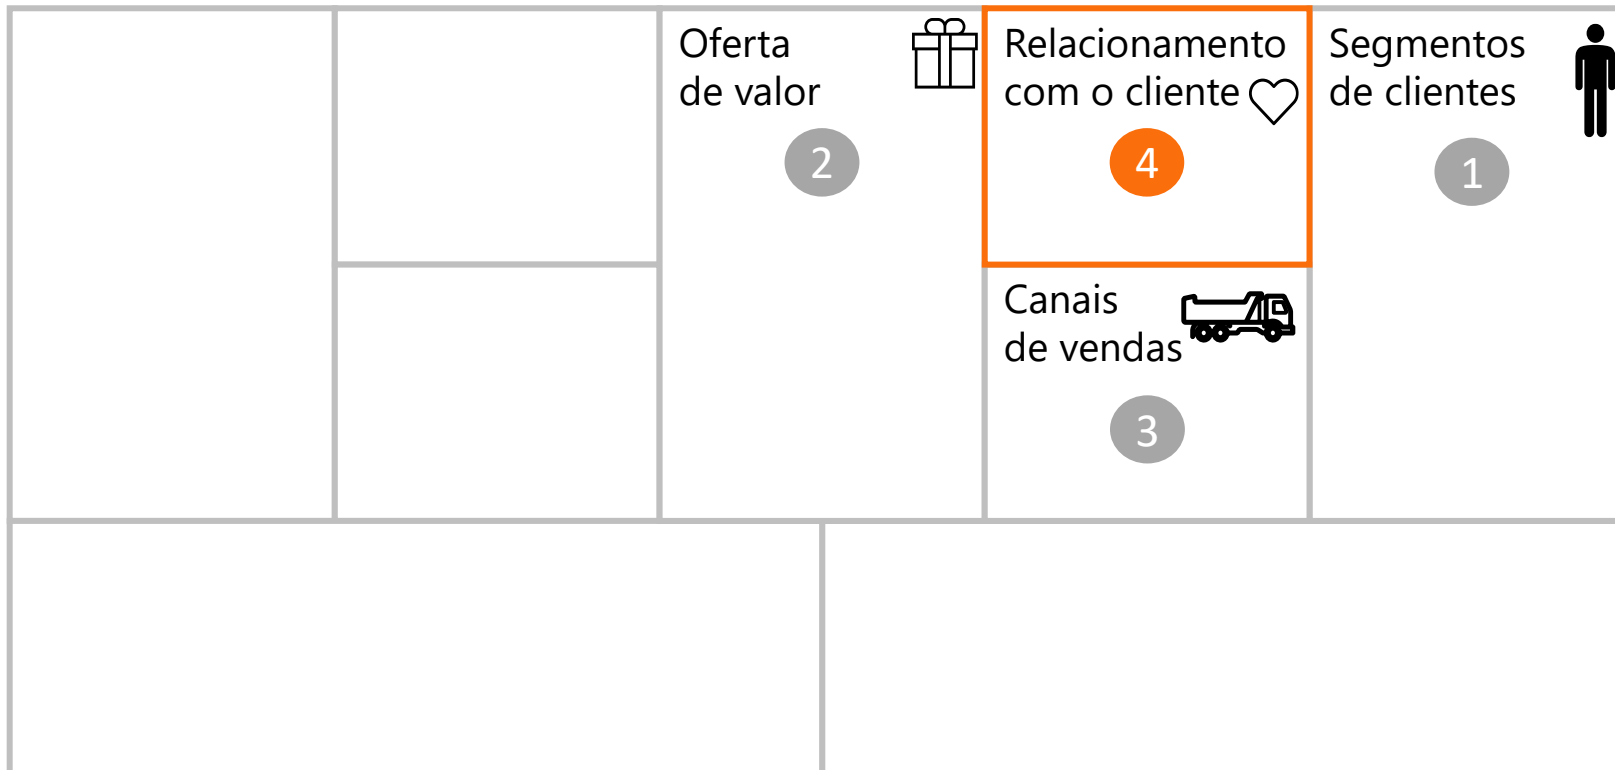 Oferta
de valor
2
Relacionamento
com o cliente
4
Segmentos
de clientes
1
Canais
de vendas
3